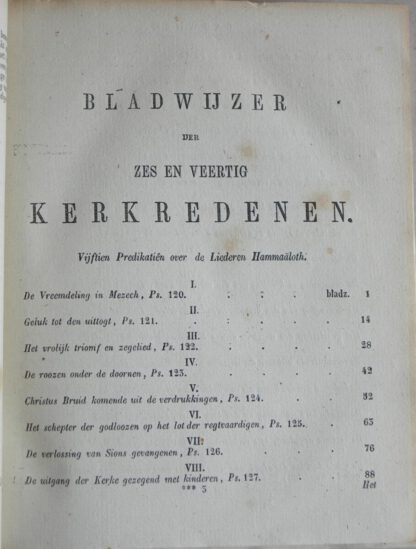 BLADWIJZER
DER
ZES EN VEERTIG
KERKREDENEN.
Vijftien Predikatiën over de Liederen Hammaäloth.
I.
De Vreemdeling in Mezech, Ps. 120. . : : bladz. 1
II.
Geluk tot den uittogt, Ps. 121. . : . . 14
III.
Het vrolijk triomf en zegelied, Ps. 122. . . . 28
IV.
De roozen onder de doornen, Ps. 123. . . . 42
V.
Christus Bruid komende uit de verdrukkingen, Ps. 124. . . 52
VI.
Het schepter der godloozen op het lot der regtvaardigen, Ps. 125. . 63
VII.
De verlossing van Sions gevangenen, Ps. 126. . . . 76
VIII.
De uitgang der Kerke gezegend met kinderen, Ps. 127. . . 88
*** 3 Het